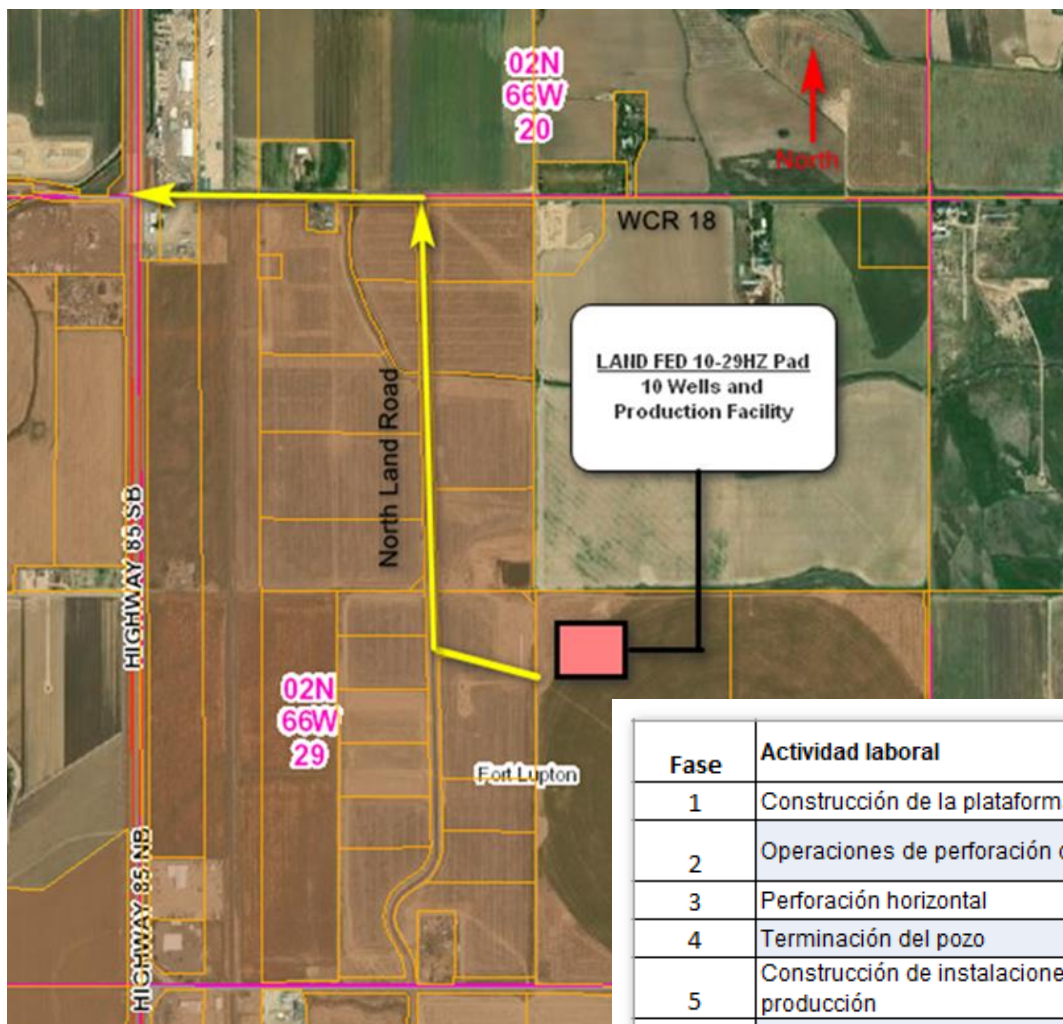 02N
66W
20
North
WCR 18
LAND FED 10-29HZ Pad
10 Wells and
Production Facility
North Land Road
HIGHWAY 85 SB
02N
66W
29
Fort Lupton
HIGHWAY 85 NB
Fase Actividad laboral
1 Construcción de la plataform
2 Operaciones de perforación
3 Perforación horizontal
4 Terminación del pozo
Construcción de instalacione
5 producción